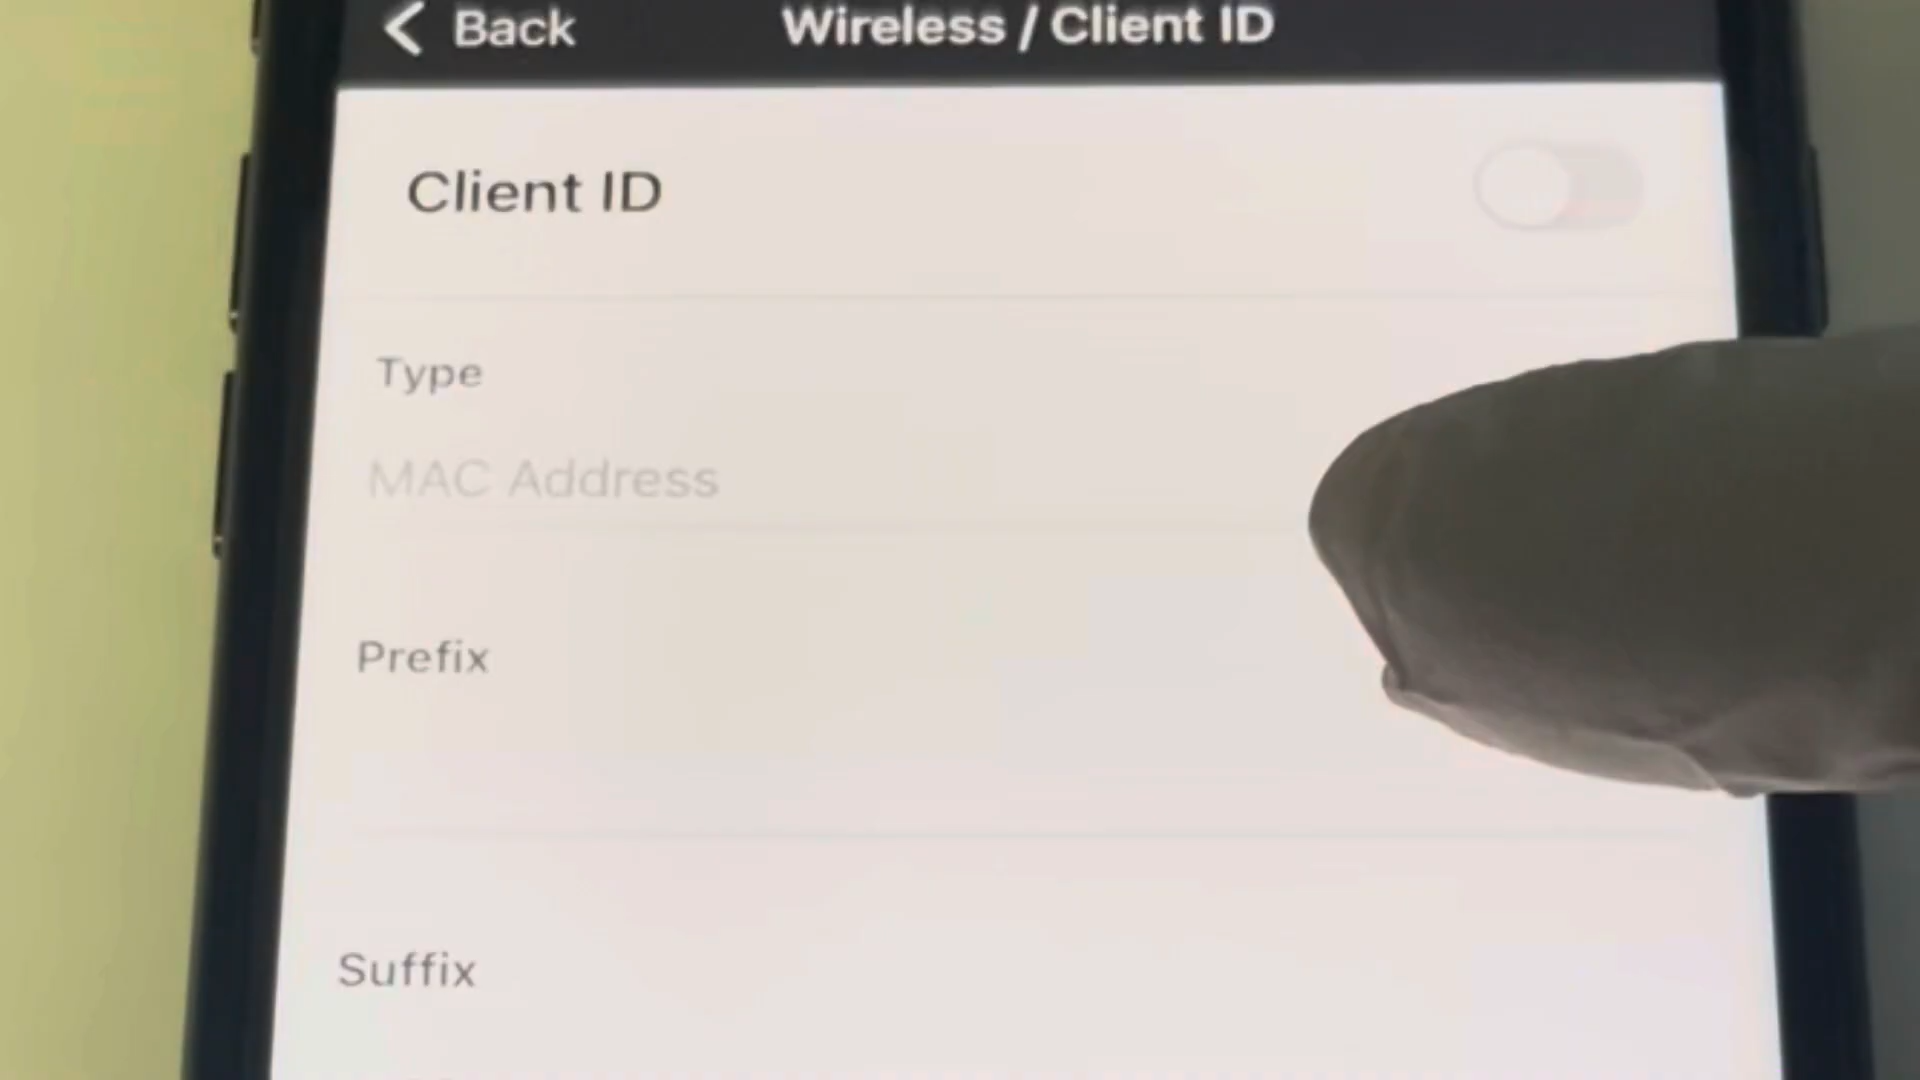 Back
Wireless / Client ID
Client ID
Type
MAC Address
Prefix
Suffix